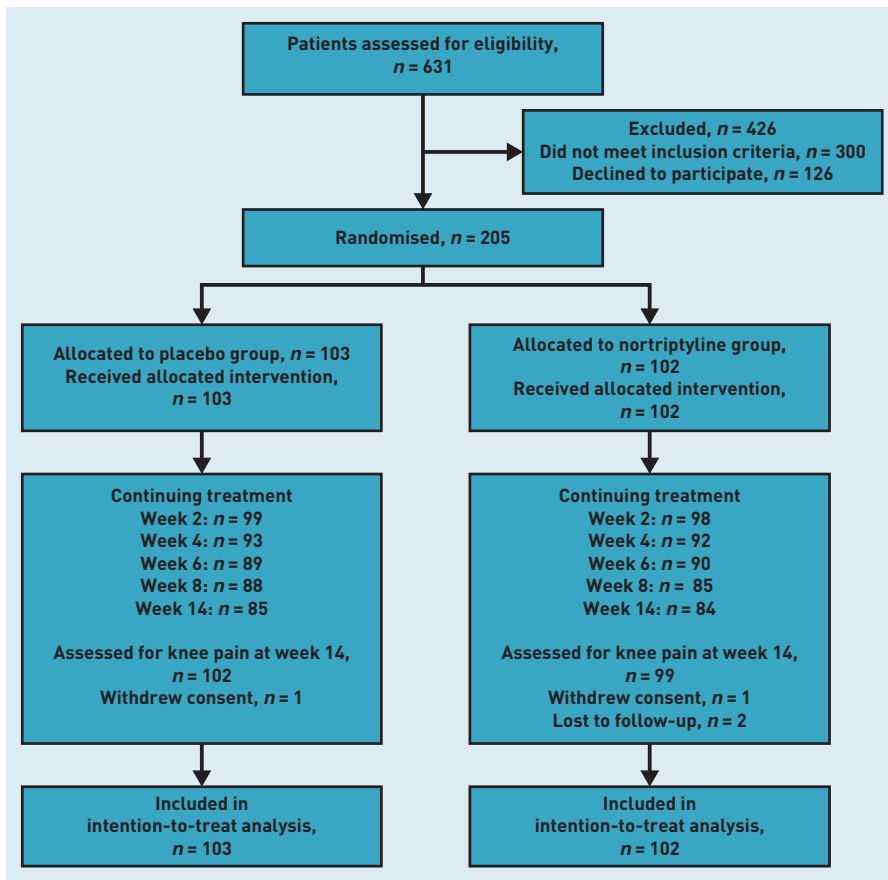 Patients assessed for eligibility,
n = 631
Excluded, n = 426
Did not meet inclusion criteria, n = 300
Declined to participate, n = 126
Randomised, n = 205
Allocated to placebo group, n = 103
Received allocated intervention,
n = 103
Allocated to nortriptyline group,
n = 102
Received allocated intervention,
n = 102
Continuing treatment
Week 2: n = 99
Week 4: n = 93
Week 6: n = 89
Week 8: n = 88
Week 14: n = 85
Assessed for knee pain at week 14,
n = 102
Withdrew consent, n = 1
Continuing treatment
Week 2: n = 98
Week 4: n = 92
Week 6: n = 90
Week 8: n = 85
Week 14: n = 84
Assessed for knee pain at week 14,
n = 99
Withdrew consent, n = 1
Lost to follow-up, n = 2
Included in
intention-to-treat analysis,
n = 103
Included in
intention-to-treat analysis,
n = 102